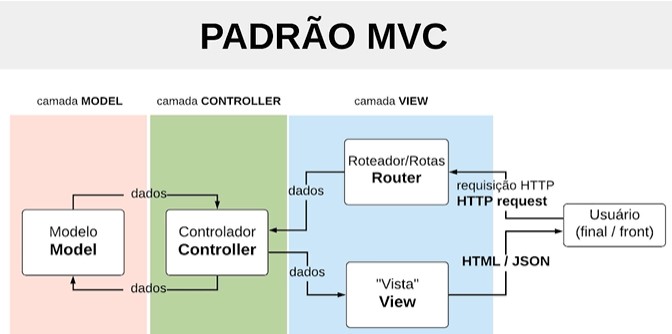 PADRÃO MVC
camada MODEL
camada CONTROLLER
camada VIEW
Roteador/Rotas
Router
dados
dados
requisição HTTP
HTTP request
Usuário
(final / front)
Modelo
Model
Controlador
Controller
HTML / JSON
dados
dados
"Vista"
View